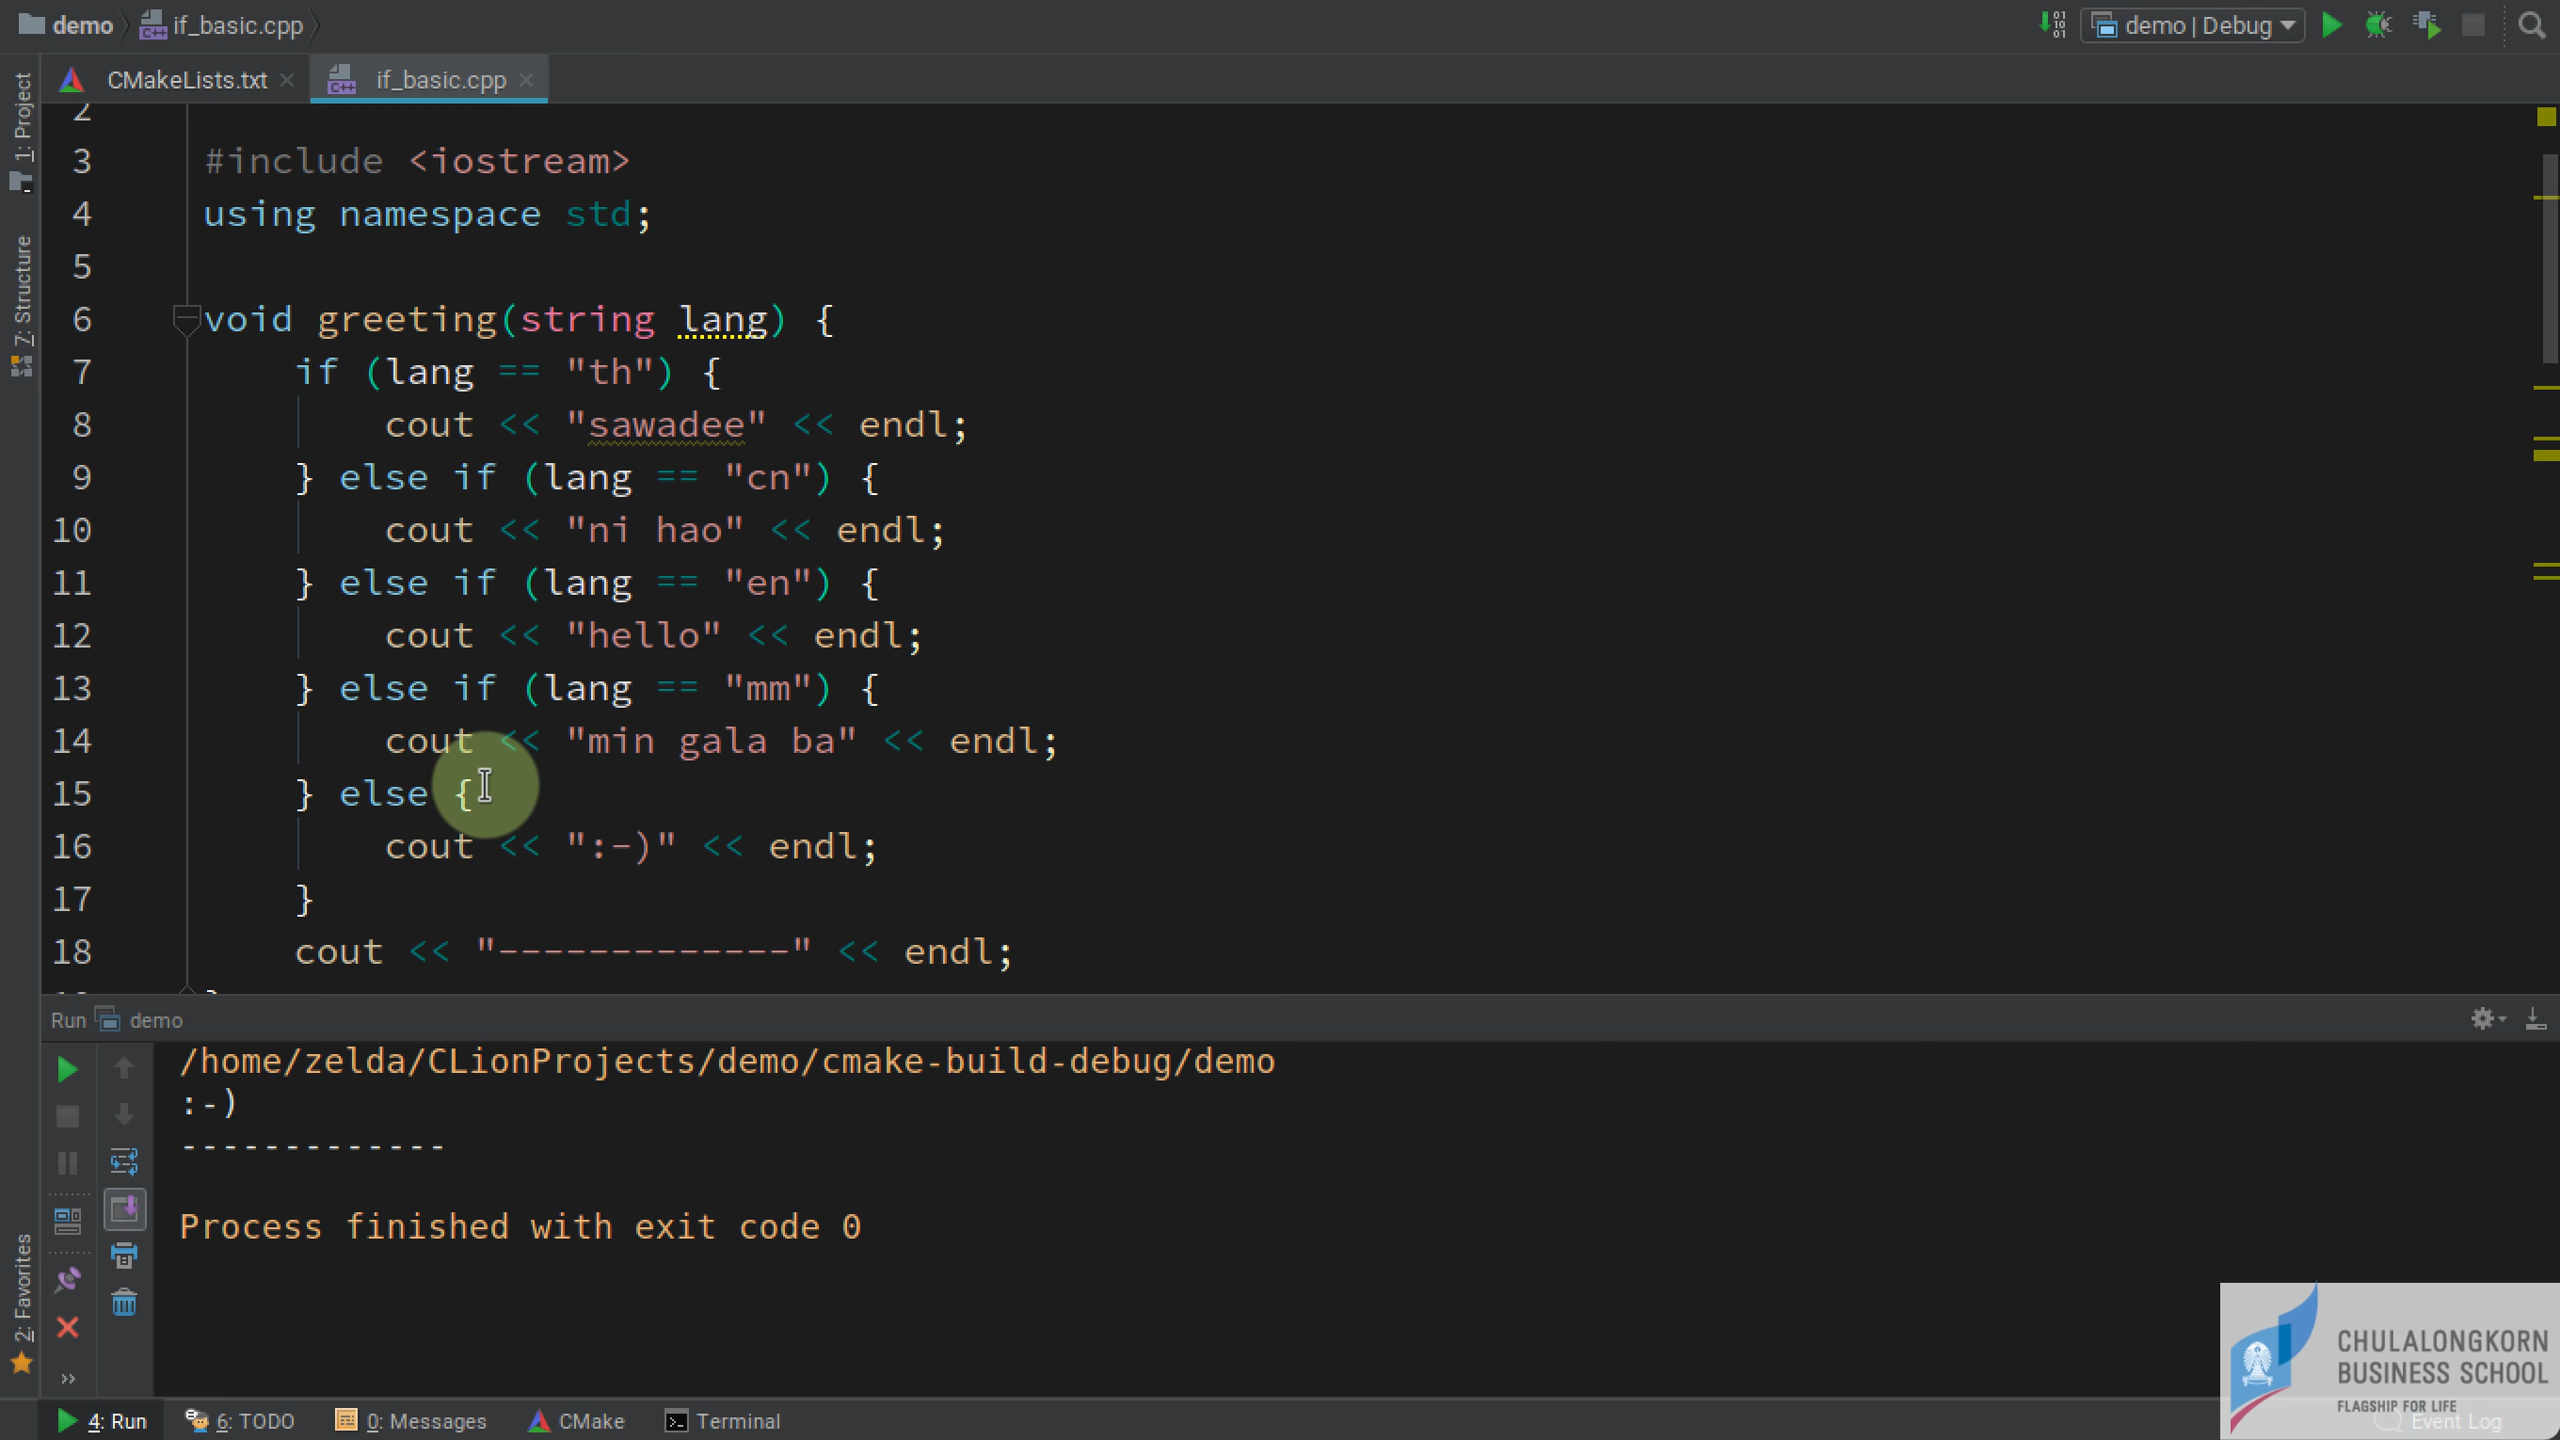 demo if_basic.cpp demo | Debug
1: Project
7: Structure
2: Favorites
CMakeLists.txt if_basic.cpp
2
3 #include <iostream>
4 using namespace std;
5
6 void greeting(string lang) {
7 if (lang == "th") {
8 cout << "sawadee" << endl;
9 } else if (lang == "cn") {
10 cout << "ni hao" << endl;
11 } else if (lang == "en") {
12 cout << "hello" << endl;
13 } else if (lang == "mm") {
14 cout << "min gala ba" << endl;
15 } else {
16 cout << ":-)" << endl;
17 }
18 cout << "-------------" << endl;
Run demo
/home/zelda/CLionProjects/demo/cmake-build-debug/demo
:-)
-------------
Process finished with exit code 0
CHULALONGKORN
BUSINESS SCHOOL
FLAGSHIP FOR LIFE
4: Run 6: TODO 0: Messages CMake Terminal Event Log